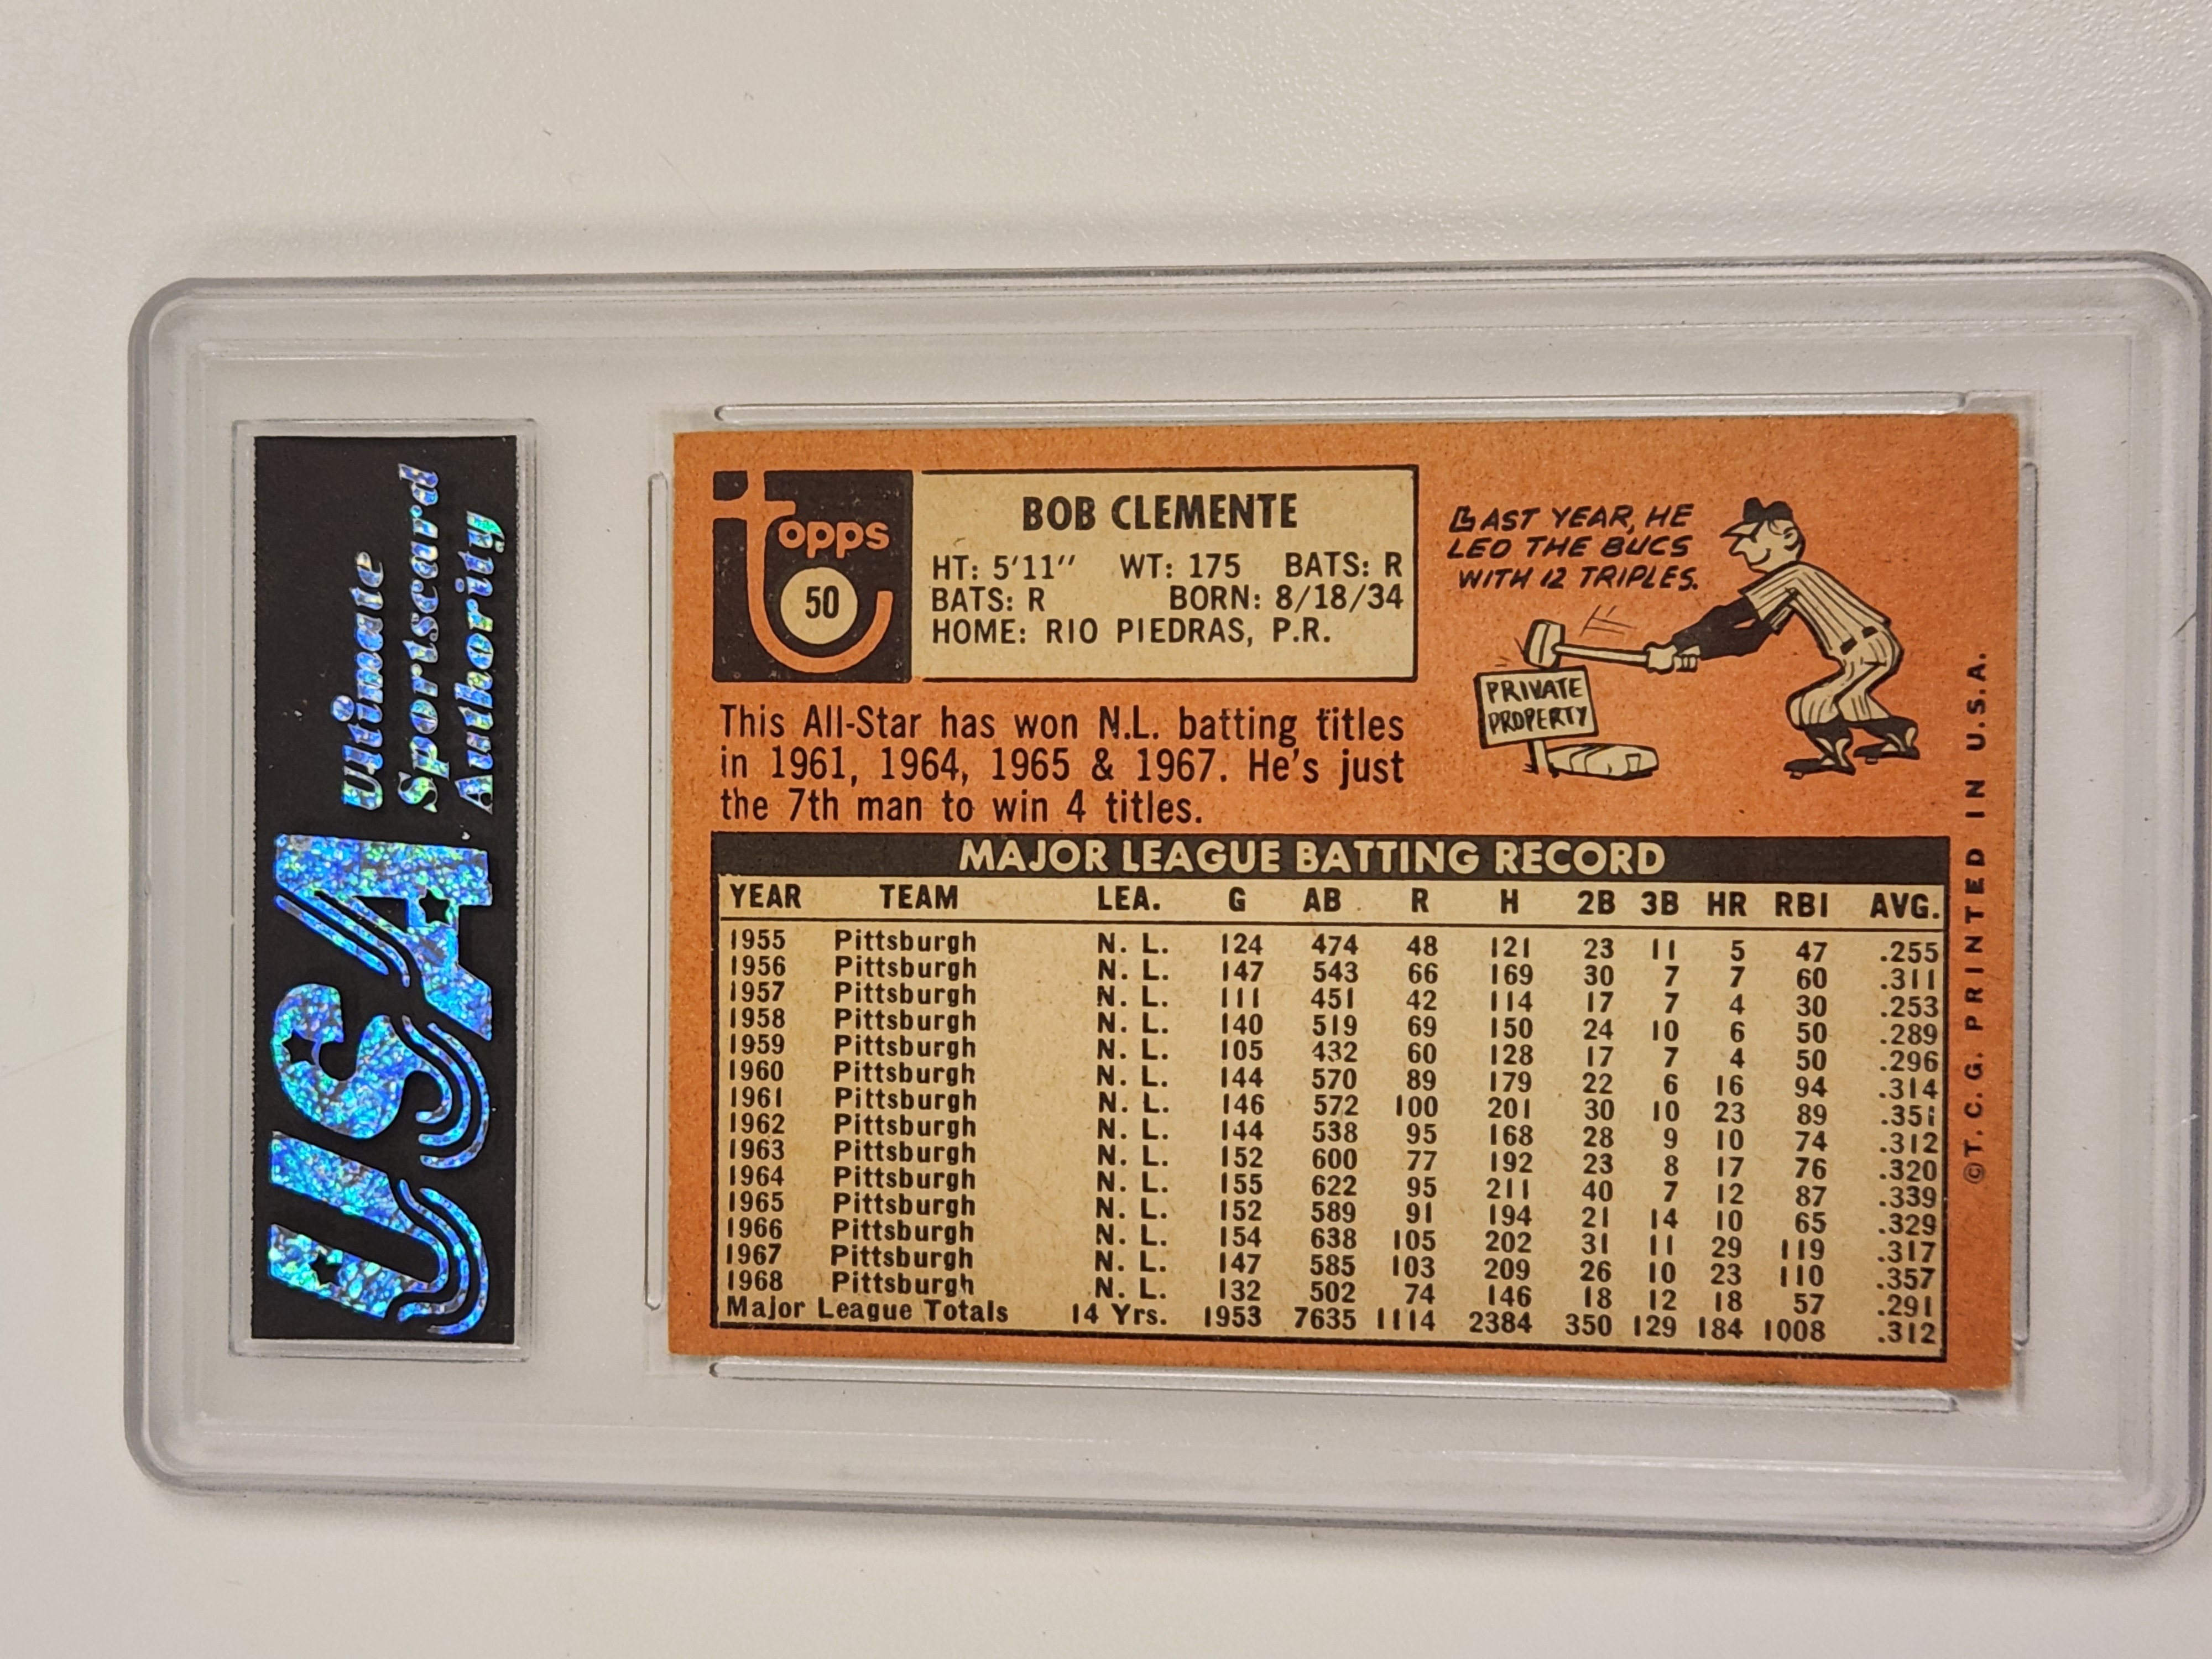 USA Ultimate
Sportscard
Authority
Topps
50
BOB CLEMENTE
HT: 5'11" WT: 175 BATS: R
BATS: R BORN: 8/18/34
HOME: RIO PIEDRAS, P.R.
LAST YEAR, HE
LED THE BUCS
WITH 12 TRIPLES.
PRIVATE
PROPERTY
This All-Star has won N.L. batting titles
in 1961, 1964, 1965 & 1967. He's just
the 7th man to win 4 titles.
MAJOR LEAGUE BATTING RECORD
YEAR TEAM LEA. G AB R H 2B 3B HR RBI AVG.
1955 Pittsburgh N. L. 124 474 48 121 23 11 5 47 .255
1956 Pittsburgh N. L. 147 543 66 169 30 7 7 60 .311
1957 Pittsburgh N. L. 111 451 42 114 17 7 4 30 .253
1958 Pittsburgh N. L. 140 519 69 150 24 10 6 50 .289
1959 Pittsburgh N. L. 105 432 60 128 17 7 4 50 .296
1960 Pittsburgh N. L. 144 570 89 179 22 6 16 94 .314
1961 Pittsburgh N. L. 146 572 100 201 30 10 23 89 .351
1962 Pittsburgh N. L. 144 538 95 168 28 9 10 74 .312
1963 Pittsburgh N. L. 152 600 77 192 23 8 17 76 .320
1964 Pittsburgh N. L. 155 622 95 211 40 7 12 87 .339
1965 Pittsburgh N. L. 152 589 91 194 21 14 10 65 .329
1966 Pittsburgh N. L. 154 638 105 202 31 11 29 119 .317
1967 Pittsburgh N. L. 147 585 103 209 26 10 23 110 .357
1968 Pittsburgh N. L. 132 502 74 146 18 12 18 57 .291
Major League Totals 14 Yrs. 1953 7635 1114 2384 350 129 184 1008 .312
©T. C. G. PRINTED IN U.S.A.